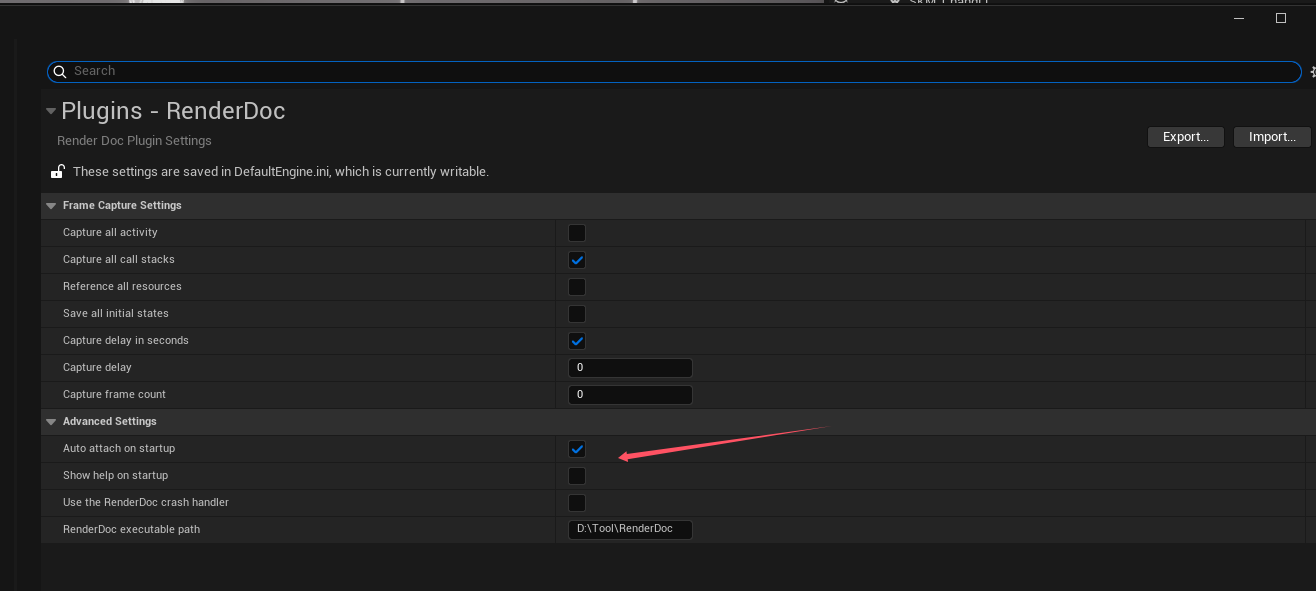 Search
Plugins - RenderDoc
Render Doc Plugin Settings
Export...
Import...
These settings are saved in DefaultEngine.ini, which is currently writable.
Frame Capture Settings
Capture all activity
Capture all call stacks
Reference all resources
Save all initial states
Capture delay in seconds
Capture delay
0
Capture frame count
0
Advanced Settings
Auto attach on startup
Show help on startup
Use the RenderDoc crash handler
RenderDoc executable path
D:\Tool\RenderDoc